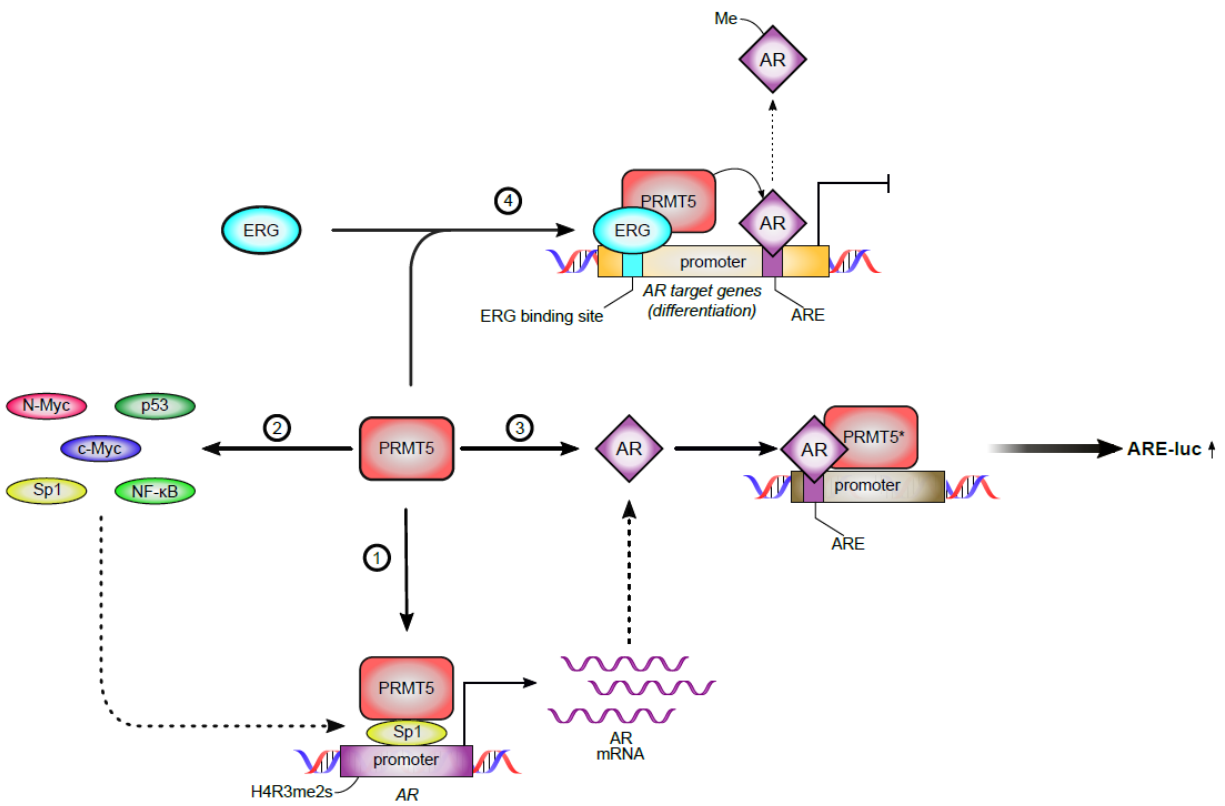 Me
AR
4
PRMT5
ERG
ERG
AR
promoter
AR target genes
(differentiation)
ERG binding site
ARE
N-Myc
p53
c-Myc
Sp1
NF-κB
2
PRMT5
3
AR
AR
PRMT5*
promoter
ARE
ARE-luc ↑
1
PRMT5
Sp1
promoter
H4R3me2s
AR
AR
mRNA